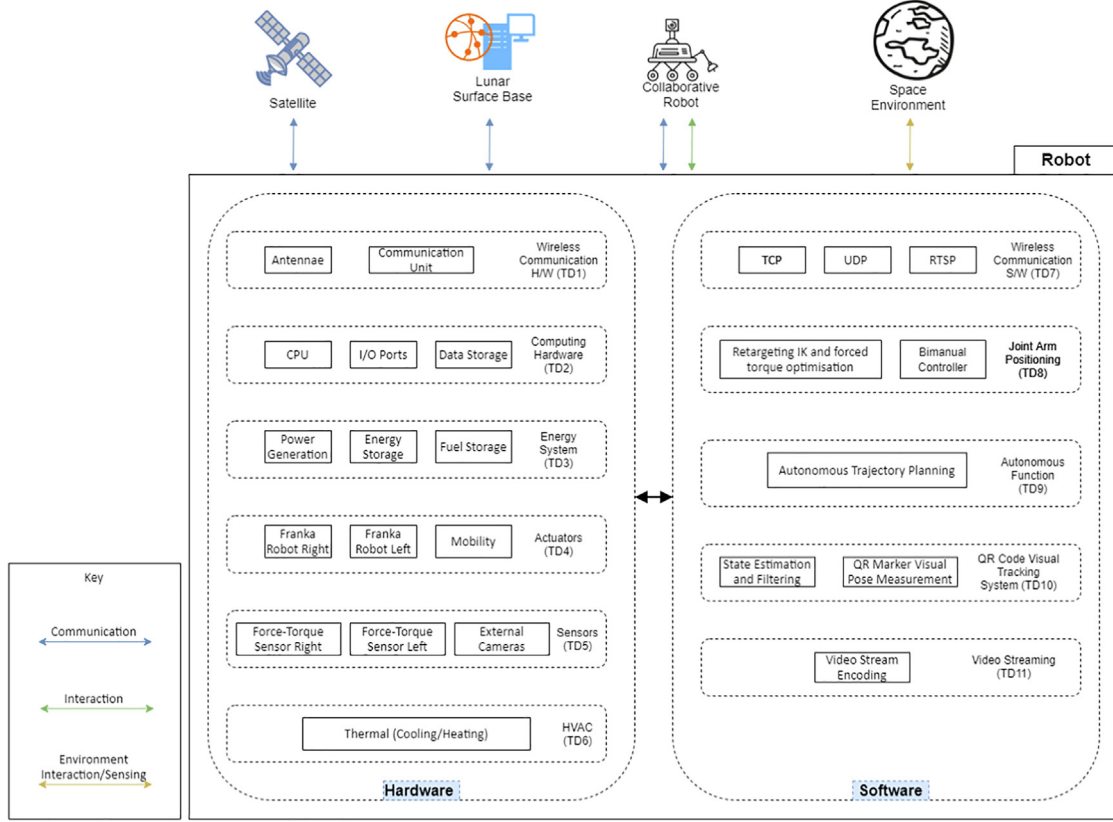 Satellite
Lunar
Surface Base
Collaborative
Robot
Space
Environment
Robot
Antennae
Communication
Unit
Wireless
Communication
H/W (TD1)
CPU
I/O Ports
Data Storage
Computing
Hardware
(TD2)
Power
Generation
Energy
Storage
Fuel Storage
Energy
System
(TD3)
Franka
Robot Right
Franka
Robot Left
Mobility
Actuators
(TD4)
Force-Torque
Sensor Right
Force-Torque
Sensor Left
External
Cameras
Sensors
(TD5)
Thermal (Cooling/Heating)
HVAC
(TD6)
Hardware
TCP
UDP
RTSP
Wireless
Communication
S/W (TD7)
Retargeting IK and forced
torque optimisation
Bimanual
Controller
Joint Arm
Positioning
(TD8)
Autonomous Trajectory Planning
Autonomous
Function
(TD9)
State Estimation
and Filtering
QR Marker Visual
Pose Measurement
QR Code Visual
Tracking
System (TD10)
Video Stream
Encoding
Video Streaming
(TD11)
Software
Key
Communication
Interaction
Environment
Interaction/Sensing